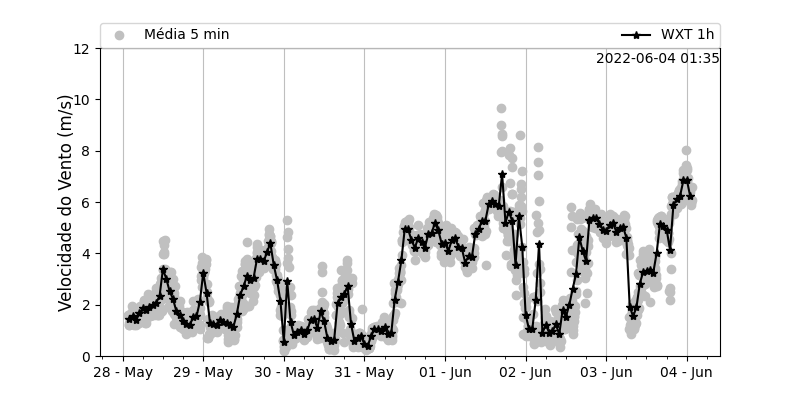 Média 5 min
WXT 1h
2022-06-04 01:35
Velocidade do Vento (m/s)
12
10
8
6
4
2
0
28 - May
29 - May
30 - May
31 - May
01 - Jun
02 - Jun
03 - Jun
04 - Jun